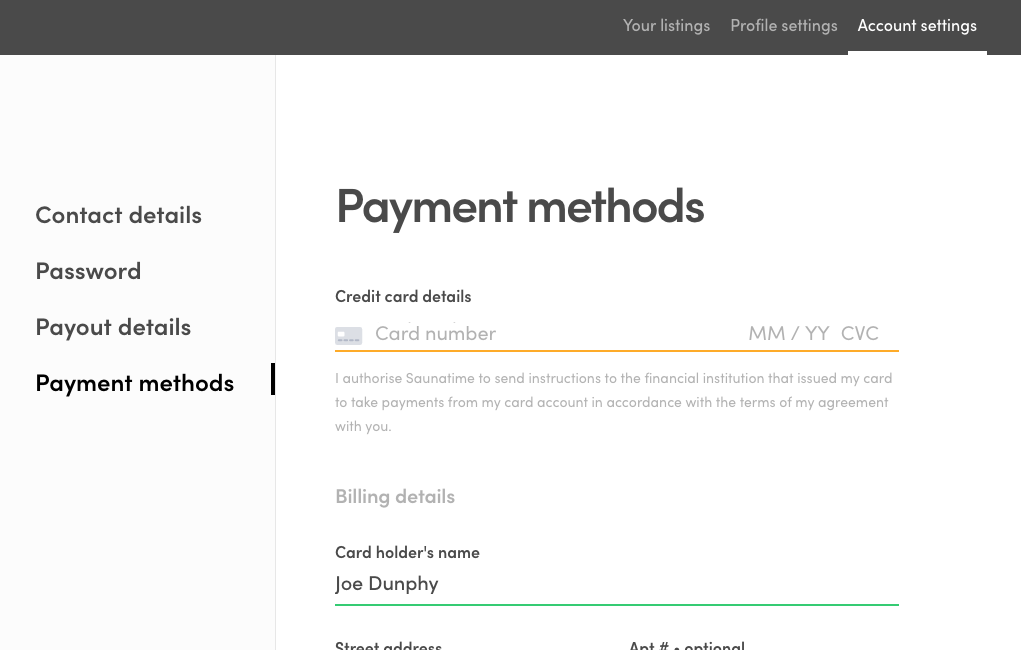 Your listings Profile settings Account settings
Contact details
Password
Payout details
Payment methods
Payment methods
Credit card details
Card number MM / YY CVC
I authorise Saunatime to send instructions to the financial institution that issued my card
to take payments from my card account in accordance with the terms of my agreement
with you.
Billing details
Card holder's name
Joe Dunphy
Street address Apt # • optional